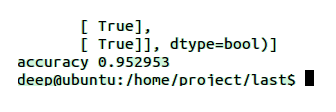 [ True],
[ True]], dtype=bool)]
accuracy 0.952953
deep@ubuntu:/home/project/last$